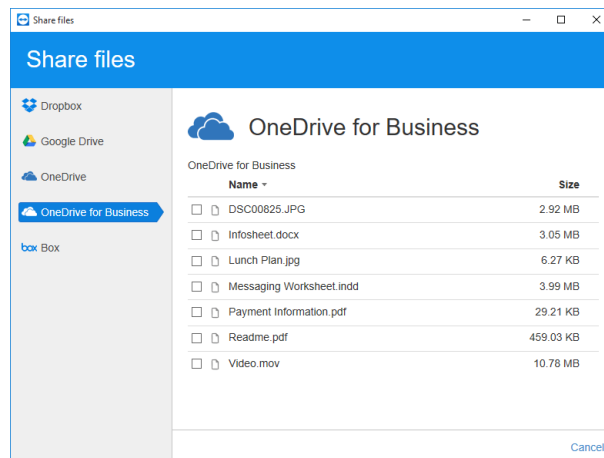 Share files
Share files
Dropbox
Google Drive
OneDrive
OneDrive for Business
box Box
OneDrive for Business
OneDrive for Business
Name Size
DSC00825.JPG 2.92 MB
Infosheet.docx 3.05 MB
Lunch Plan.jpg 6.27 KB
Messaging Worksheet.indd 3.99 MB
Payment Information.pdf 29.21 KB
Readme.pdf 459.03 KB
Video.mov 10.78 MB
Cancel